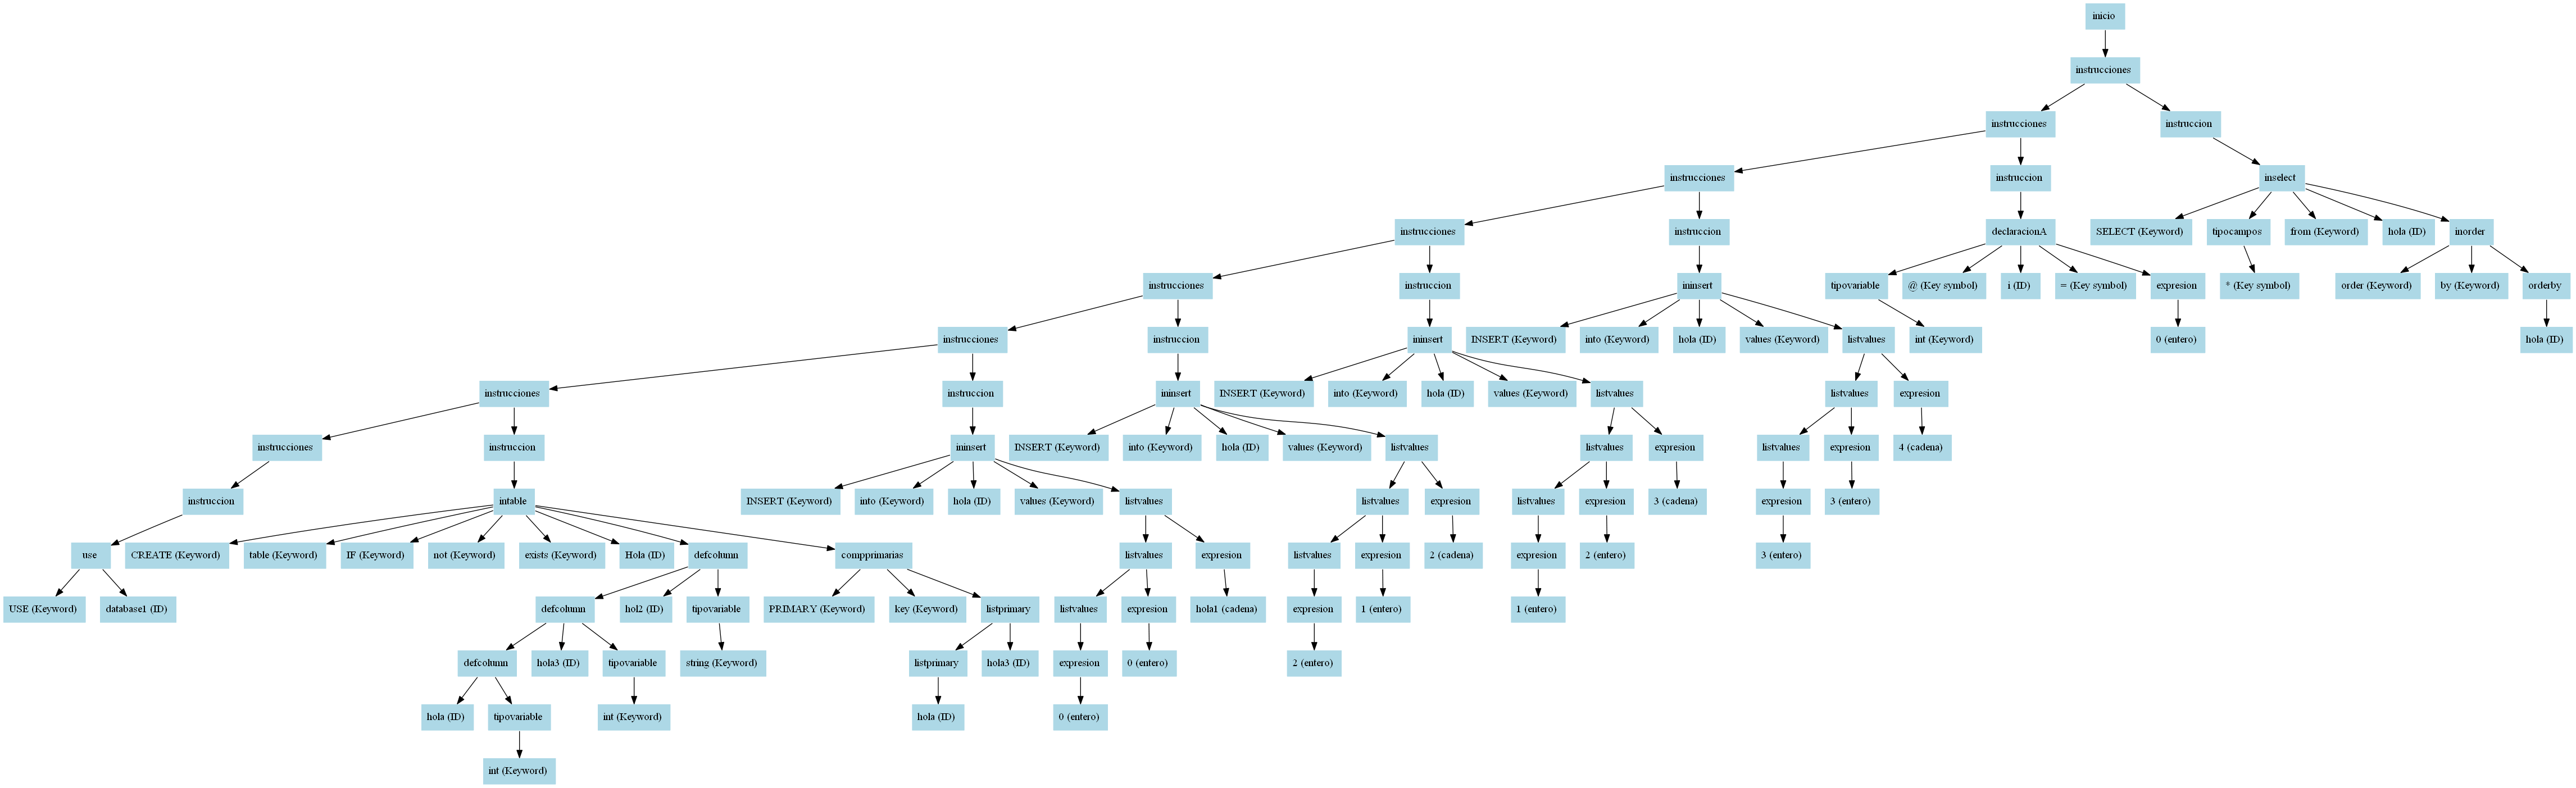 inicio
instrucciones
instrucciones instruccion
instrucciones instruccion inselect
instrucciones instruccion declaracionA SELECT (Keyword) tipocampos from (Keyword) hola (ID) inorder
instrucciones instruccion ininsert tipovariable @ (Key symbol) i (ID) = (Key symbol) expresion * (Key symbol) order (Keyword) by (Keyword) orderby
instrucciones instruccion ininsert INSERT (Keyword) into (Keyword) hola (ID) values (Keyword) listvalues int (Keyword) 0 (entero) hola (ID)
instrucciones instruccion ininsert INSERT (Keyword) into (Keyword) hola (ID) values (Keyword) listvalues listvalues expresion
instrucciones instruccion ininsert INSERT (Keyword) into (Keyword) hola (ID) values (Keyword) listvalues listvalues expresion listvalues expresion 4 (cadena)
instruccion intable INSERT (Keyword) into (Keyword) hola (ID) values (Keyword) listvalues listvalues expresion listvalues expresion 3 (cadena) expresion 3 (entero)
use CREATE (Keyword) table (Keyword) IF (Keyword) not (Keyword) exists (Keyword) Hola (ID) defcolumn compprimarias listvalues expresion listvalues expresion 2 (cadena) expresion 2 (entero) 3 (entero)
USE (Keyword) database1 (ID) defcolumn hol2 (ID) tipovariable PRIMARY (Keyword) key (Keyword) listprimary listvalues expresion hola1 (cadena) expresion 1 (entero) 1 (entero)
defcolumn hola3 (ID) tipovariable string (Keyword) listprimary hola3 (ID) expresion 0 (entero) 2 (entero)
hola (ID) tipovariable int (Keyword) hola (ID) 0 (entero)
int (Keyword)